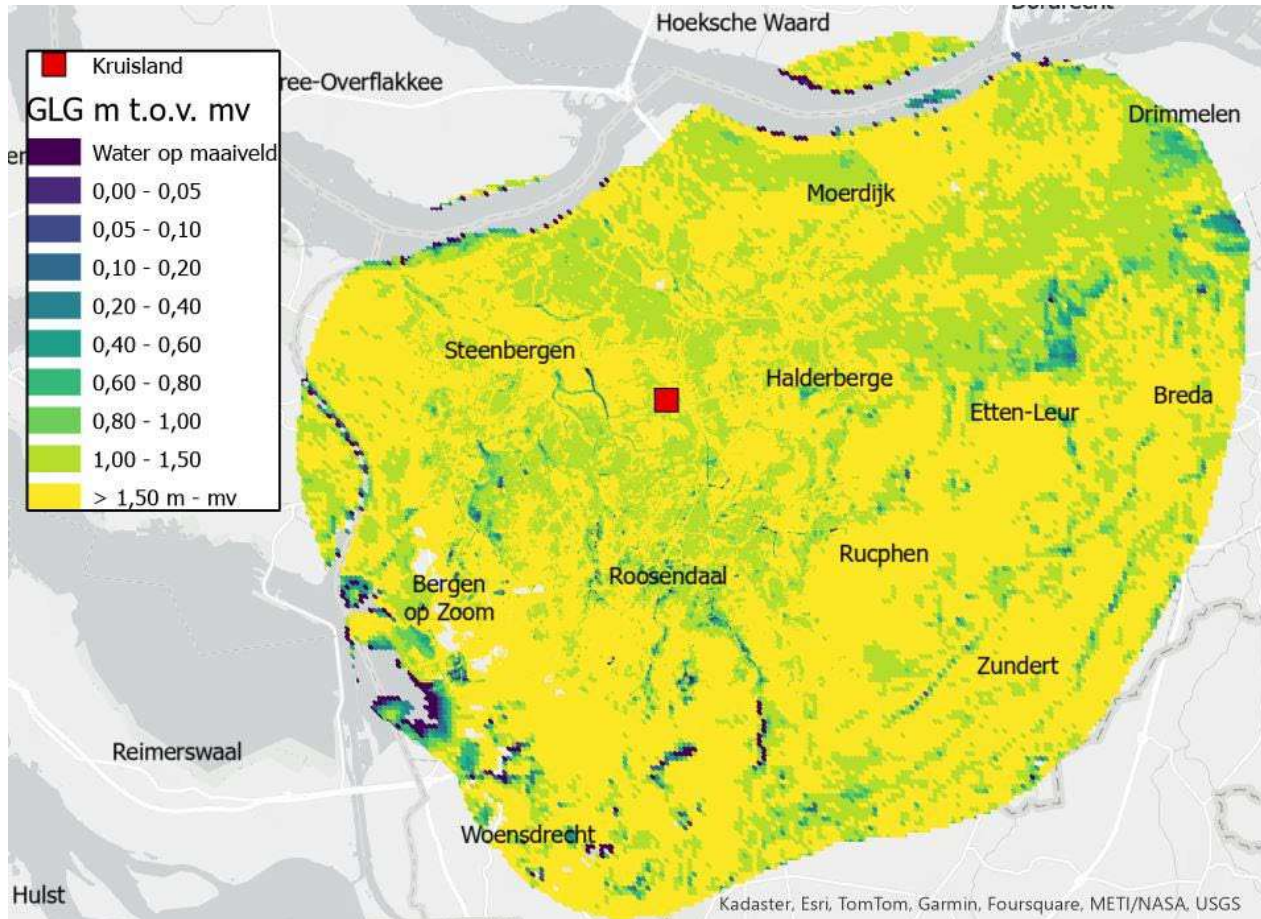 Hoeksche Waard
Kruisland
GLG m t.o.v. mv
Water op maaiveld
0,00 - 0,05
0,05 - 0,10
0,10 - 0,20
0,20 - 0,40
0,40 - 0,60
0,60 - 0,80
0,80 - 1,00
1,00 - 1,50
> 1,50 m - mv
ree-Overflakkee
Drimmelen
Moerdijk
Steenbergen
Halderberge
Etten-Leur
Breda
Rucphen
Roosendaal
Bergen
op Zoom
Zundert
Reimerswaal
Woensdrecht
Hulst
Kadaster, Esri, TomTom, Garmin, Foursquare, METI/NASA, USGS